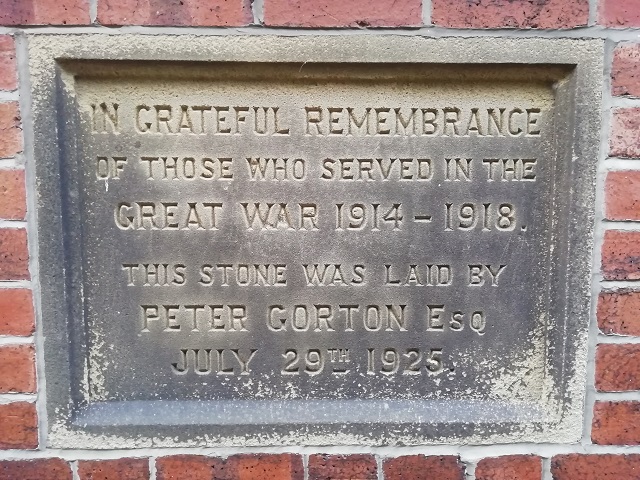 IN GRATEFUL REMEMBRANCE
OF THOSE WHO SERVED IN THE
GREAT WAR 1914 - 1918.
THIS STONE WAS LAID BY
PETER GORTON ESQ
JULY 29TH 1925.